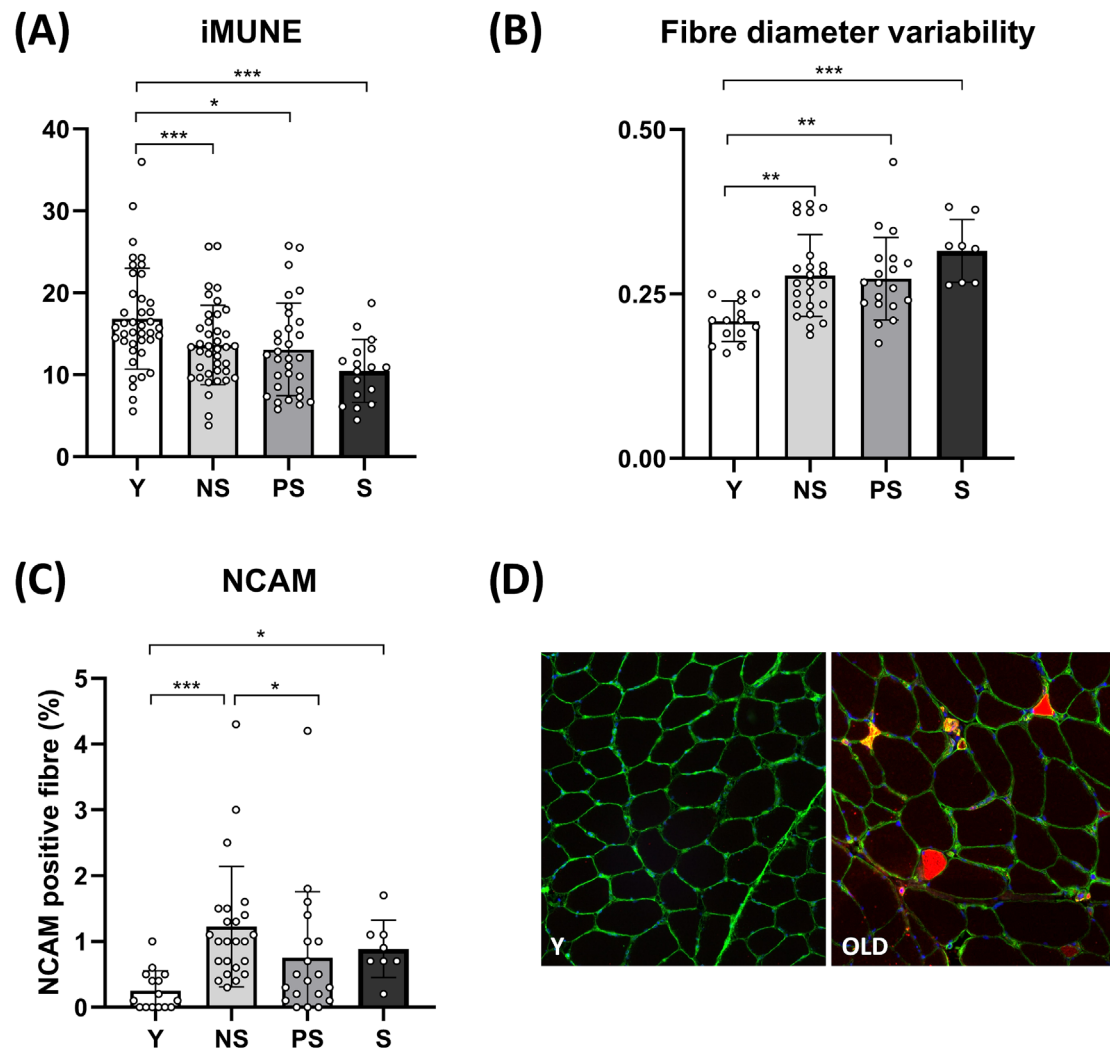 (A) iMUNE
***
*
***
40
30
20
10
0
Y NS PS S
(B) Fibre diameter variability
***
**
**
0.50
0.25
0.00
Y NS PS S
(C) NCAM
*
*** *
NCAM positive fibre (%)
5
4
3
2
1
0
Y NS PS S
(D)
Y OLD